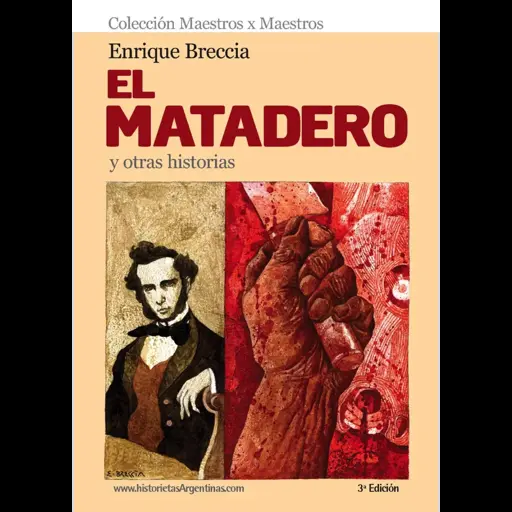 Colección Maestros x Maestros
Enrique Breccia
EL
MATADERO
y otras historias
E. BRECCIA
www.historietasArgentinas.com
3ª Edición